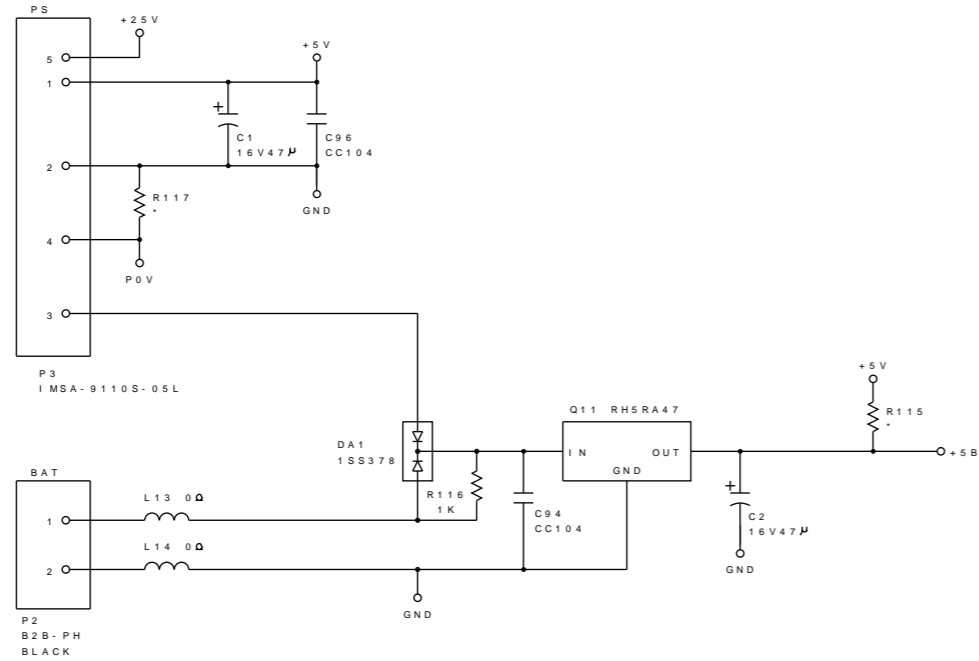 PS
+25V
5
+5V
1
+
C1
16V47μ
C96
CC104
2
R117
*
GND
4
P0V
3
P3
IMSA-9110S-05L
+5V
Q11 RH5RA47
R115
*
DA1
1SS378
IN
OUT
GND
+5B
BAT
R116
1K
L13 0Ω
+
1
C94
CC104
C2
16V47μ
L14 0Ω
2
GND
GND
P2
B2B-PH
BLACK